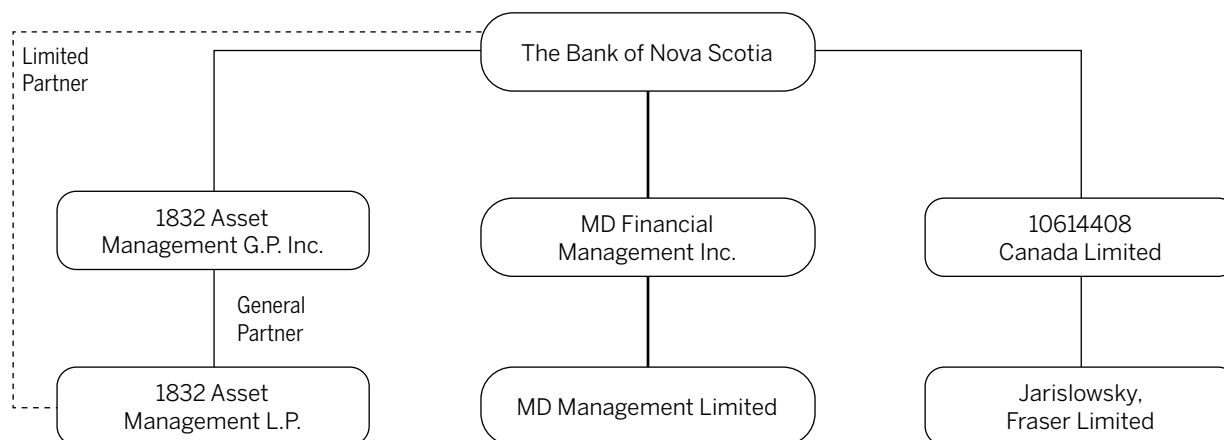 The Bank of Nova Scotia
Limited
Partner
1832 Asset
Management G.P. Inc.
MD Financial
Management Inc.
10614408
Canada Limited
General
Partner
1832 Asset
Management L.P.
MD Management Limited
Jarislowsky,
Fraser Limited